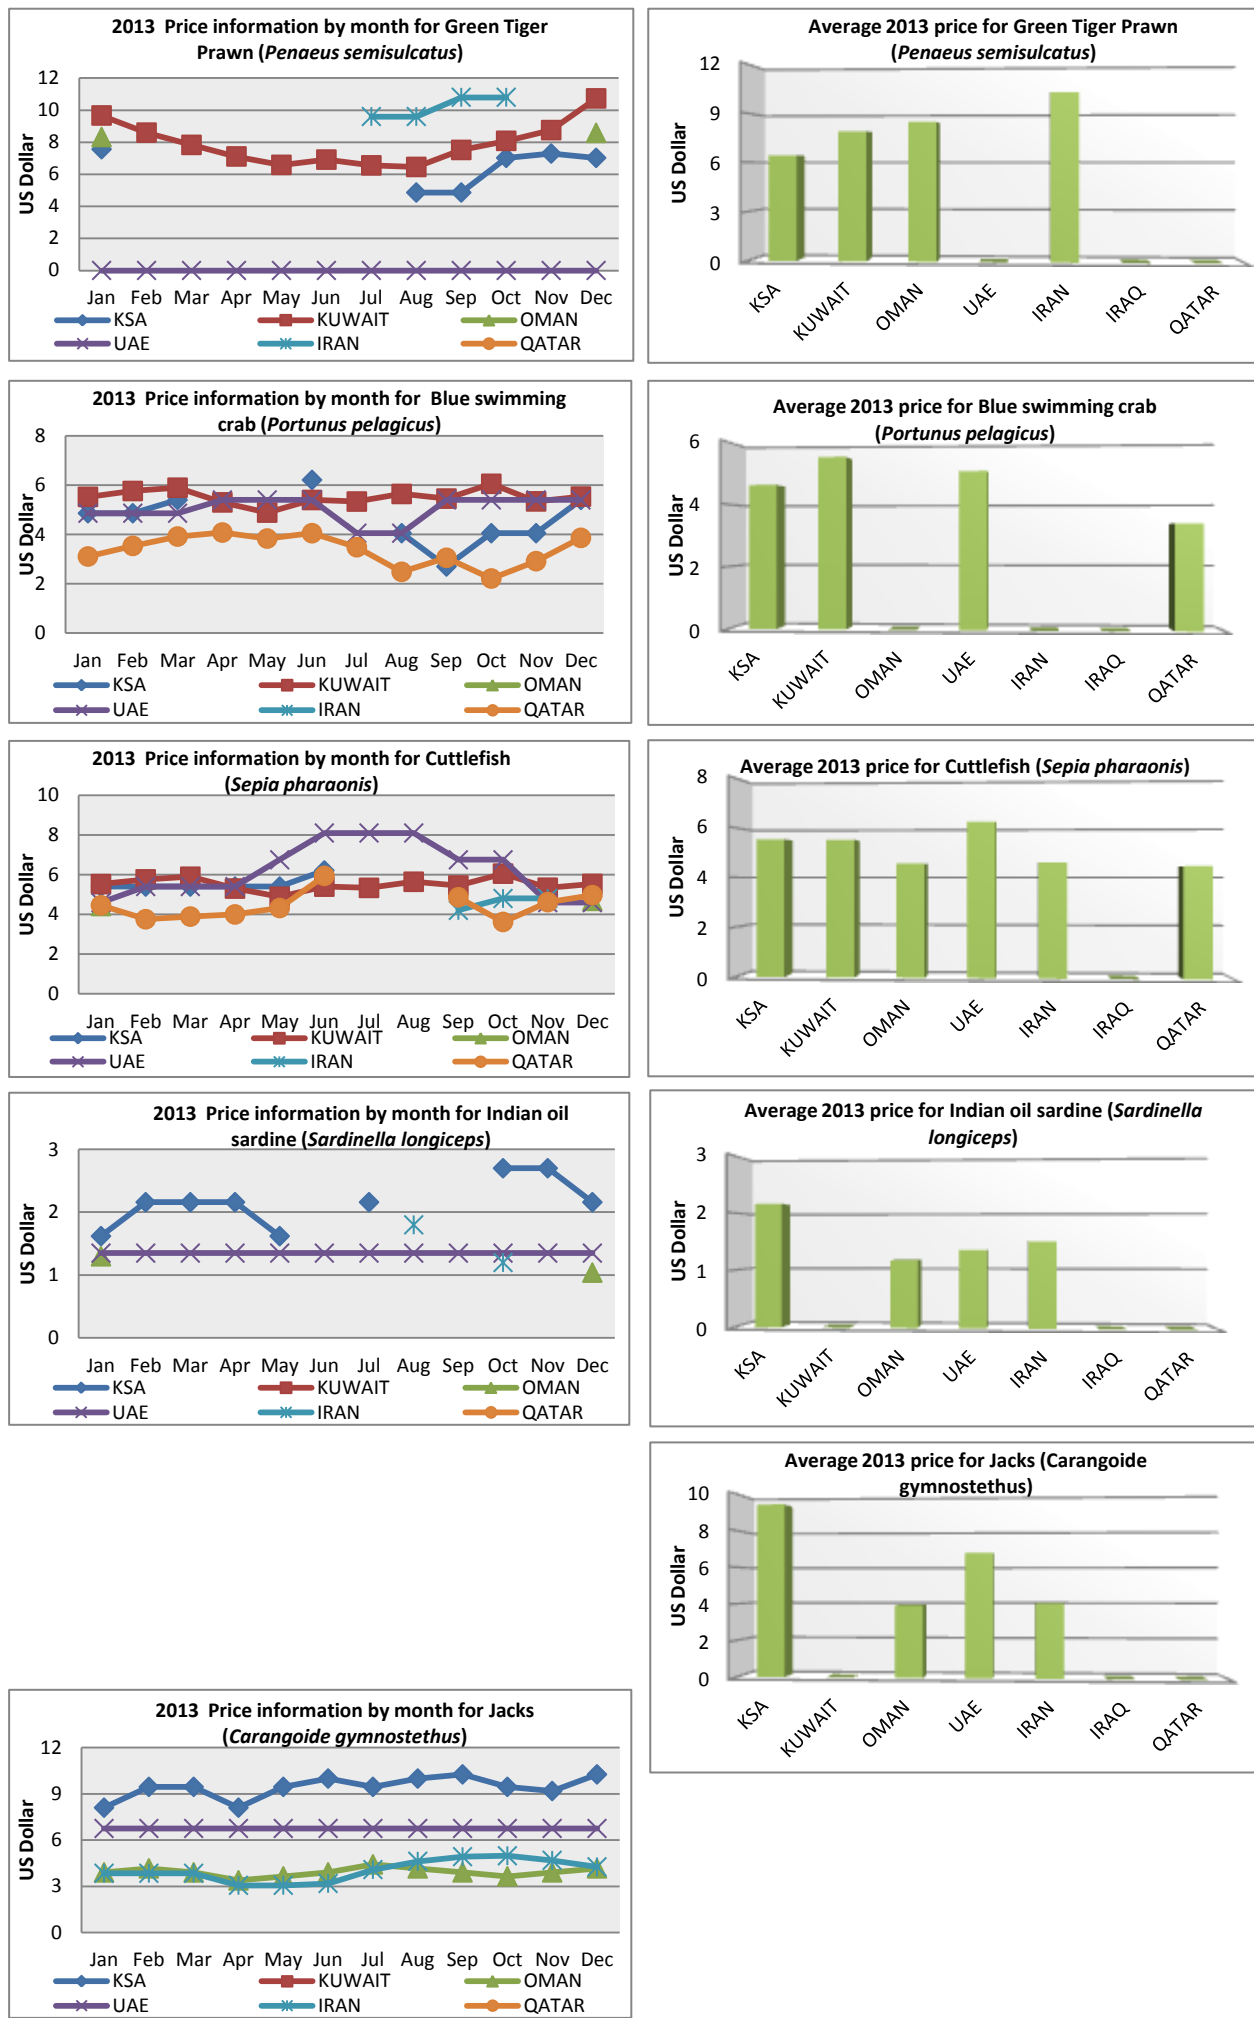 2013 Price information by month for Green Tiger
Prawn (Penaeus semisulcatus)
US Dollar
12
10
8
6
4
2
0
Jan Feb Mar Apr May Jun Jul Aug Sep Oct Nov Dec
KSA KUWAIT OMAN
UAE IRAN QATAR
Average 2013 price for Green Tiger Prawn
(Penaeus semisulcatus)
US Dollar
12
9
6
3
0
KSA KUWAIT OMAN UAE IRAN IRAQ QATAR
2013 Price information by month for Blue swimming
crab (Portunus pelagicus)
US Dollar
8
6
4
2
0
Jan Feb Mar Apr May Jun Jul Aug Sep Oct Nov Dec
KSA KUWAIT OMAN
UAE IRAN QATAR
Average 2013 price for Blue swimming crab
(Portunus pelagicus)
US Dollar
6
4
2
0
KSA KUWAIT OMAN UAE IRAN IRAQ QATAR
2013 Price information by month for Cuttlefish
(Sepia pharaonis)
US Dollar
10
8
6
4
2
0
Jan Feb Mar Apr May Jun Jul Aug Sep Oct Nov Dec
KSA KUWAIT OMAN
UAE IRAN QATAR
Average 2013 price for Cuttlefish (Sepia pharaonis)
US Dollar
8
6
4
2
0
KSA KUWAIT OMAN UAE IRAN IRAQ QATAR
2013 Price information by month for Indian oil
sardine (Sardinella longiceps)
US Dollar
3
2
1
0
Jan Feb Mar Apr May Jun Jul Aug Sep Oct Nov Dec
KSA KUWAIT OMAN
UAE IRAN QATAR
Average 2013 price for Indian oil sardine (Sardinella
longiceps)
US Dollar
3
2
1
0
KSA KUWAIT OMAN UAE IRAN IRAQ QATAR
Average 2013 price for Jacks (Carangoide
gymnostethus)
US Dollar
10
8
6
4
2
0
KSA KUWAIT OMAN UAE IRAN IRAQ QATAR
2013 Price information by month for Jacks
(Carangoide gymnostethus)
US Dollar
12
9
6
3
0
Jan Feb Mar Apr May Jun Jul Aug Sep Oct Nov Dec
KSA KUWAIT OMAN
UAE IRAN QATAR